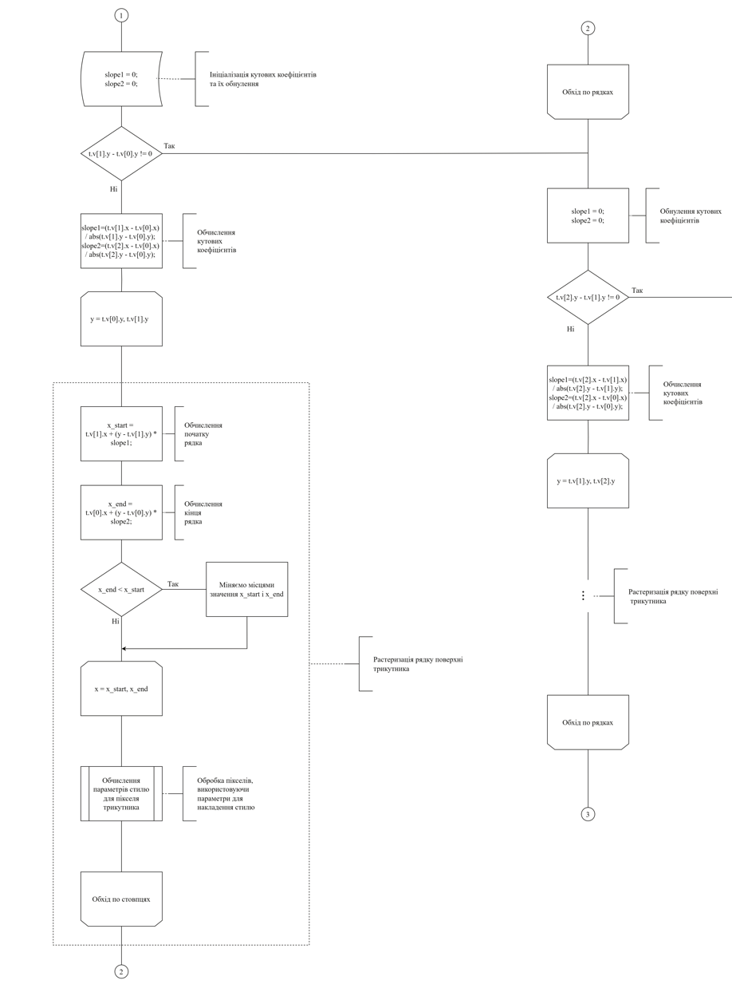 1
slope1 = 0;
slope2 = 0;
Ініціалізація кутових коефіцієнтів
та їх обнулення
t.v[1].y - t.v[0].y != 0
Так
Ні
slope1=(t.v[1].x - t.v[0].x)
/ abs(t.v[1].y - t.v[0].y);
slope2=(t.v[2].x - t.v[0].x)
/ abs(t.v[2].y - t.v[0].y);
Обчислення
кутових
коефіцієнтів
y = t.v[0].y, t.v[1].y
x_start =
t.v[1].x + (y - t.v[1].y) *
slope1;
Обчислення
початку
рядка
x_end =
t.v[0].x + (y - t.v[0].y) *
slope2;
Обчислення
кінця
рядка
x_end < x_start
Так
Міняємо місцями
значення x_start і x_end
Ні
x = x_start, x_end
Растеризація рядку поверхні
трикутника
Обчислення
параметрів стилю
для пікселя
трикутника
Обробка пікселів,
використовуючи
параметри для
накладення стилю
Обхід по стовпцях
2
2
Обхід по рядках
slope1 = 0;
slope2 = 0;
Обнулення кутових
коефіцієнтів
t.v[2].y - t.v[1].y != 0
Так
Ні
slope1=(t.v[2].x - t.v[1].x)
/ abs(t.v[2].y - t.v[1].y);
slope2=(t.v[2].x - t.v[0].x)
/ abs(t.v[2].y - t.v[0].y);
Обчислення
кутових
коефіцієнтів
y = t.v[1].y, t.v[2].y
Растеризація рядку поверхні
трикутника
Обхід по рядках
3